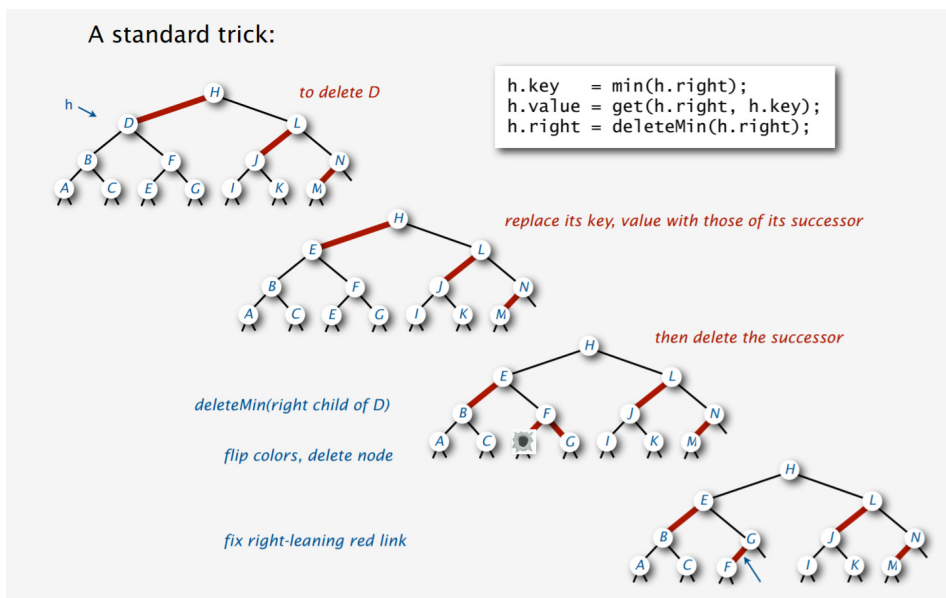 A standard trick:
h.key = min(h.right);
h.value = get(h.right, h.key);
h.right = deleteMin(h.right);
to delete D
h
H
D L
B F J N
A C E G I K M
replace its key, value with those of its successor
H
E L
B F J N
A C E G I K M
then delete the successor
H
E L
deleteMin(right child of D)
B F J N
A C G I K M
flip colors, delete node
H
E L
fix right-leaning red link
B G J N
A C F I K M